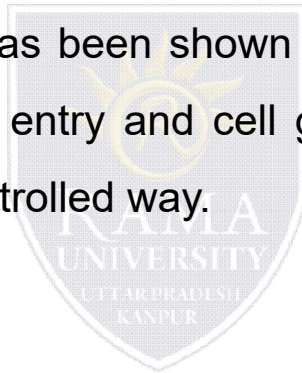 as been shown
entry and cell g
trolled way.
RAMA
UNIVERSITY
UTTAR PRADESH
KANPUR